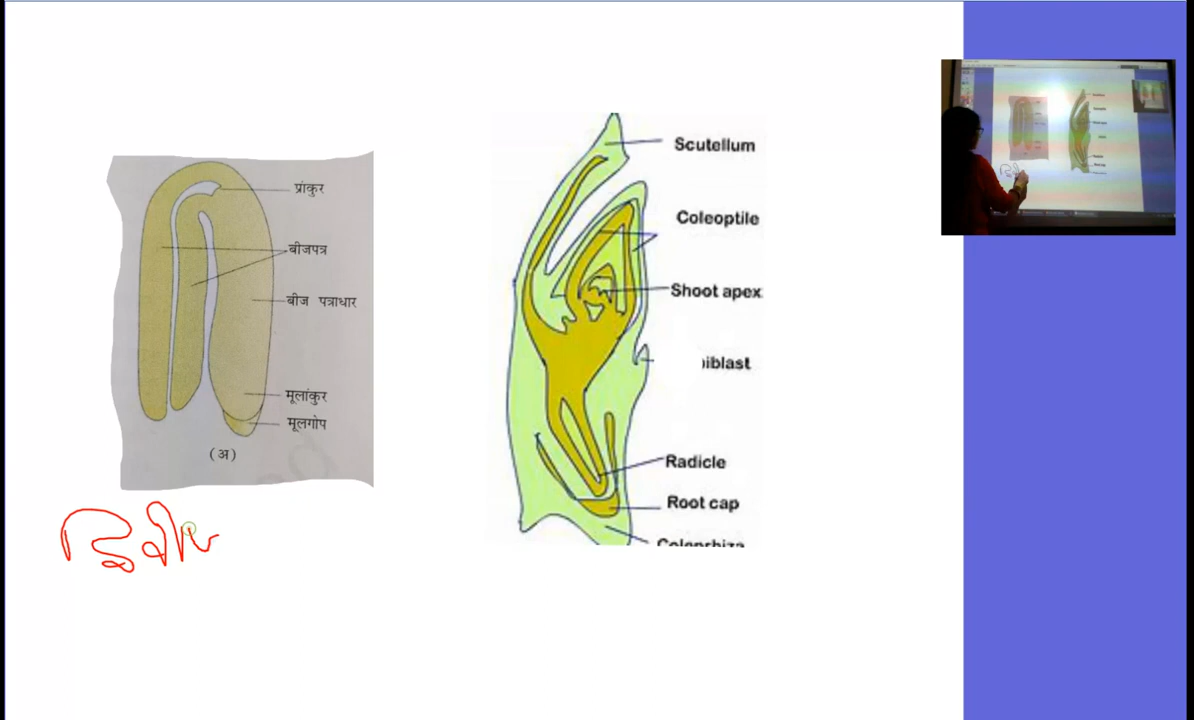 प्रांकुर
बीजपत्र
बीज पत्राधार
मूलांकुर
मूलगोप
(अ)
द्विबी
Scutellum
Coleoptile
Shoot apex
iblast
Radicle
Root cap